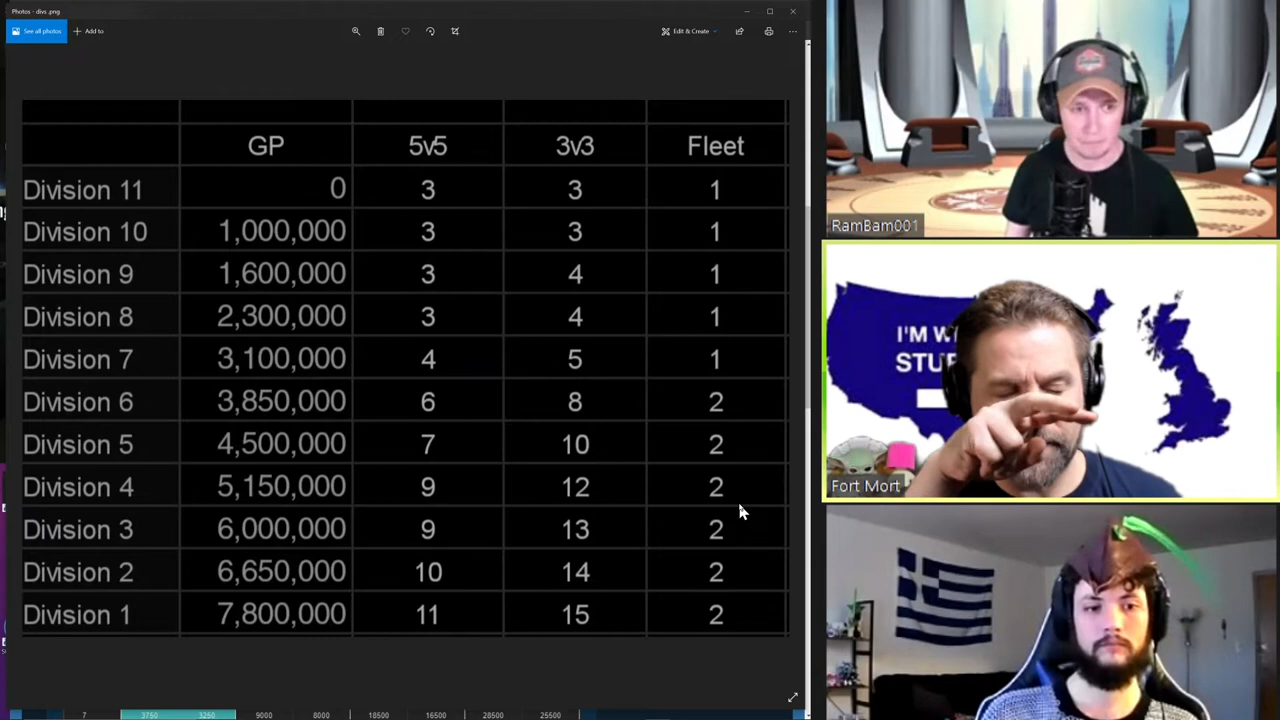 Photos - divs .png
See all photos
Add to
Edit & Create
GP 5v5 3v3 Fleet
Division 11 0 3 3 1
Division 10 1,000,000 3 3 1
Division 9 1,600,000 3 4 1
Division 8 2,300,000 3 4 1
Division 7 3,100,000 4 5 1
Division 6 3,850,000 6 8 2
Division 5 4,500,000 7 10 2
Division 4 5,150,000 9 12 2
Division 3 6,000,000 9 13 2
Division 2 6,650,000 10 14 2
Division 1 7,800,000 11 15 2
7 3750 3250 9000 8000 18500 16500 28500 25500
RamBam001
I'M W
STU
Fort Mort